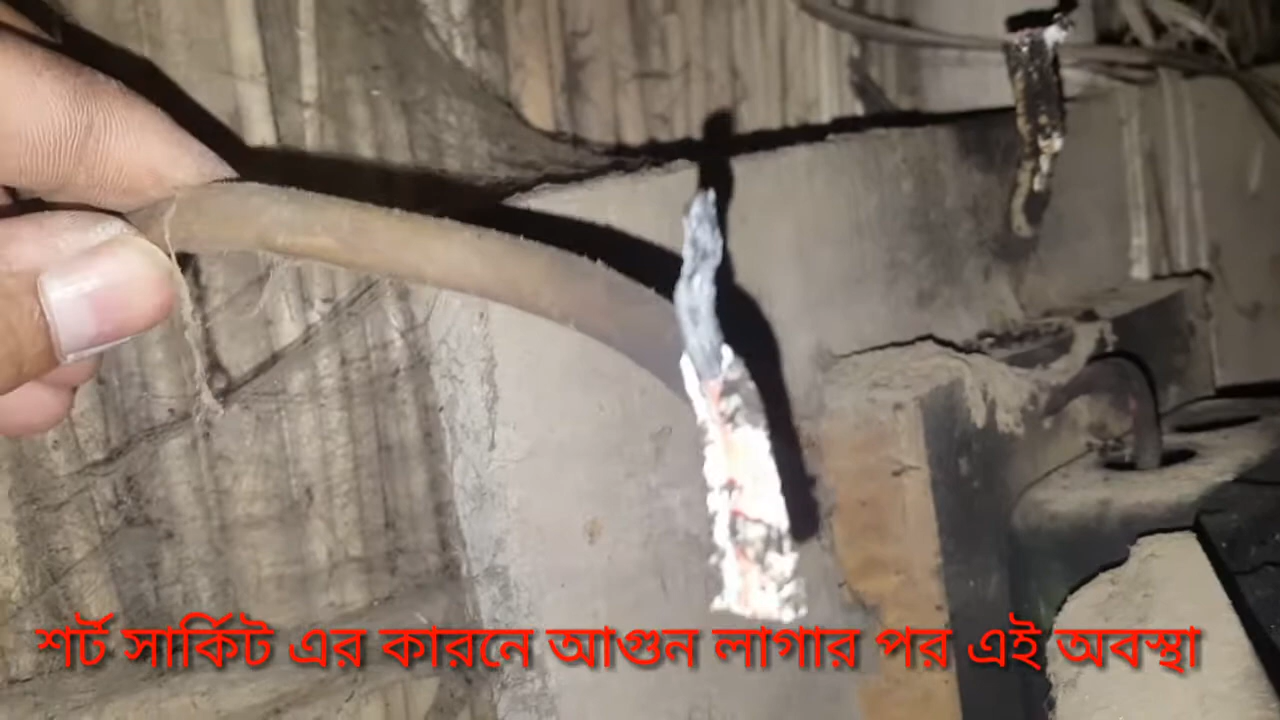 শর্ট সার্কিট এর কারনে আগুন লাগার পর এই অবস্থা